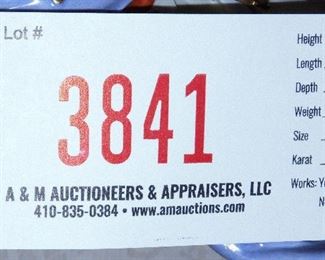 Lot #
3841
A & M AUCTIONEERS & APPRAISERS, LLC
410-835-0384 • www.amauctions.com
Height
Length
Depth
Weight
Size
Karat
Works: